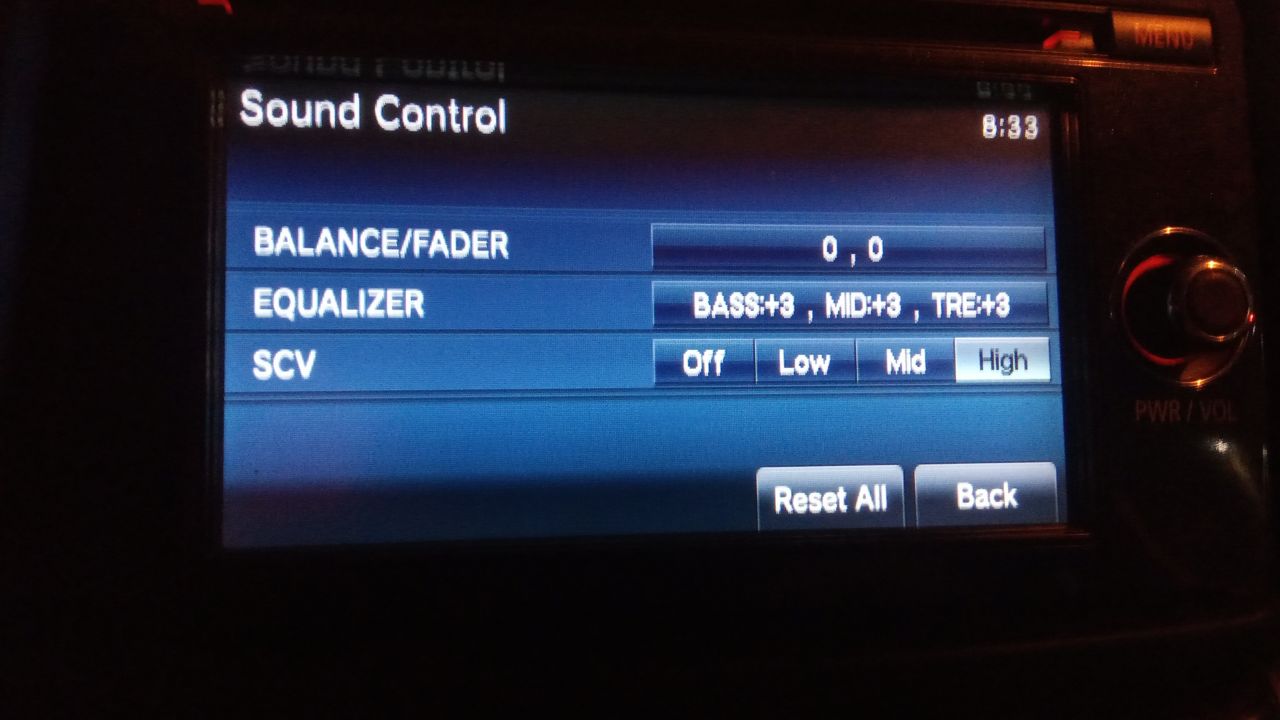 MENU
Sound Control
8:33
BALANCE/FADER 0 , 0
EQUALIZER BASS:+3 , MID:+3 , TRE:+3
SCV Off Low Mid High
PWR / VOL
Reset All Back